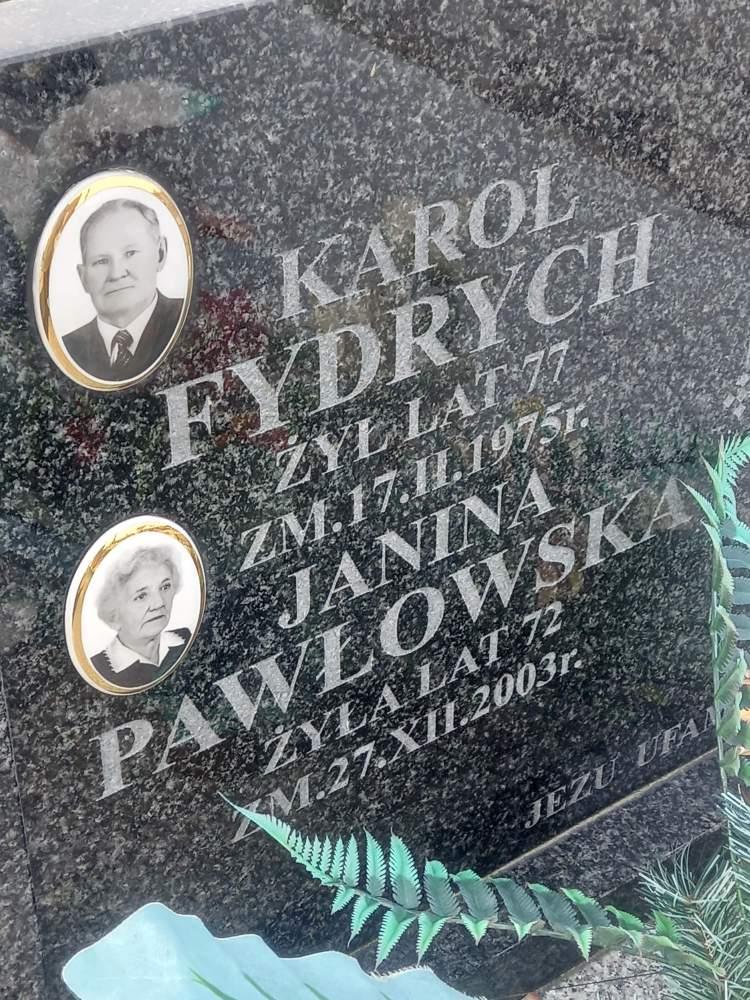 KAROL
FYDRYCH
ŻYŁ LAT 77
ZM.17.II.1975r.
JANINA
PAWŁOWSKA
ŻYŁA LAT 72
ZM.27.XII.2003r.
JEZU UFAM